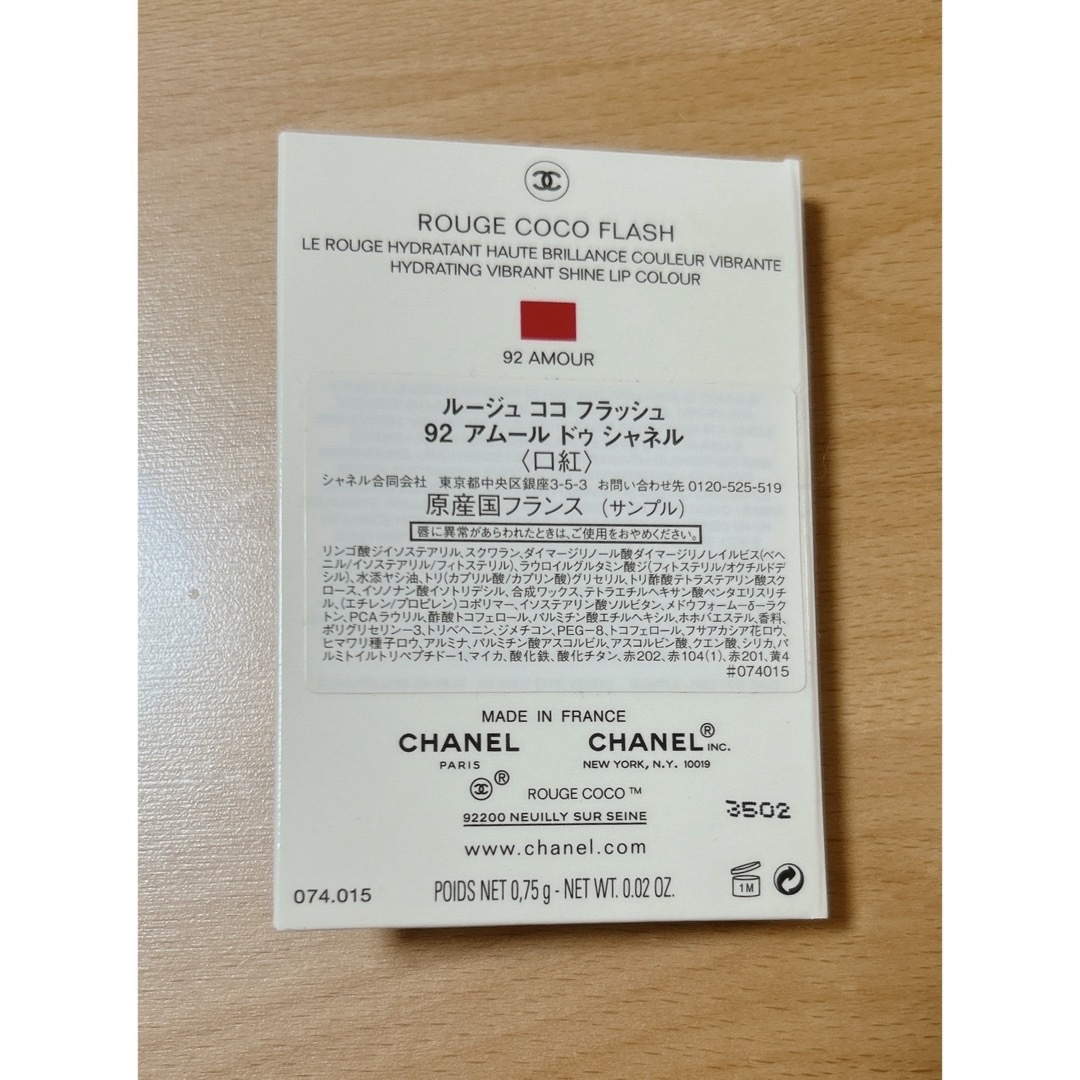 ROUGE COCO FLASH
LE ROUGE HYDRATANT HAUTE BRILLANCE COULEUR VIBRANTE
HYDRATING VIBRANT SHINE LIP COLOUR
92 AMOUR
ルージュ ココ フラッシュ
92 アムール ドゥ シャネル
〈口紅〉
シャネル合同会社 東京都中央区銀座3-5-3 お問い合わせ先 0120-525-519
原産国フランス (サンプル)
唇に異常があらわれたときは、ご使用をおやめください。
リンゴ酸ジイソステアリル、スクワラン、ダイマージリノール酸ダイマージリノレイルビス(ベヘ
ニル/イソステアリル/フィトステリル)、ラウロイルグルタミン酸ジ(フィトステリル/オクチルドデ
シル)、水添ヤシ油、トリ(カプリル酸/カプリン酸)グリセリル、トリ酢酸テトラステアリン酸スク
ロース、イソノナン酸イソトリデシル、合成ワックス、テトラエチルヘキサン酸ペンタエリスリチ
ル、(エチレン/プロピレン)コポリマー、イソステアリン酸ソルビタン、メドウフォームーδーラク
トン、PCAラウリル、酢酸トコフェロール、パルミチン酸エチルヘキシル、ホホバエステル、香料、
ポリグリセリンー3、トリベヘニン、ジメチコン、PEGー8、トコフェロール、フサアカシア花ロウ、
ヒマワリ種子ロウ、アルミナ、パルミチン酸アスコルビル、アスコルビン酸、クエン酸、シリカ、パ
ルミトイルトリペプチドー1、マイカ、酸化鉄、酸化チタン、赤202、赤104(1)、赤201、黄4
#074015
MADE IN FRANCE
CHANEL CHANEL® INC.
PARIS NEW YORK, N.Y. 10019
® ROUGE COCO ™
92200 NEUILLY SUR SEINE
3502
www.chanel.com
074.015 POIDS NET 0,75 g - NET WT. 0.02 OZ. 1M